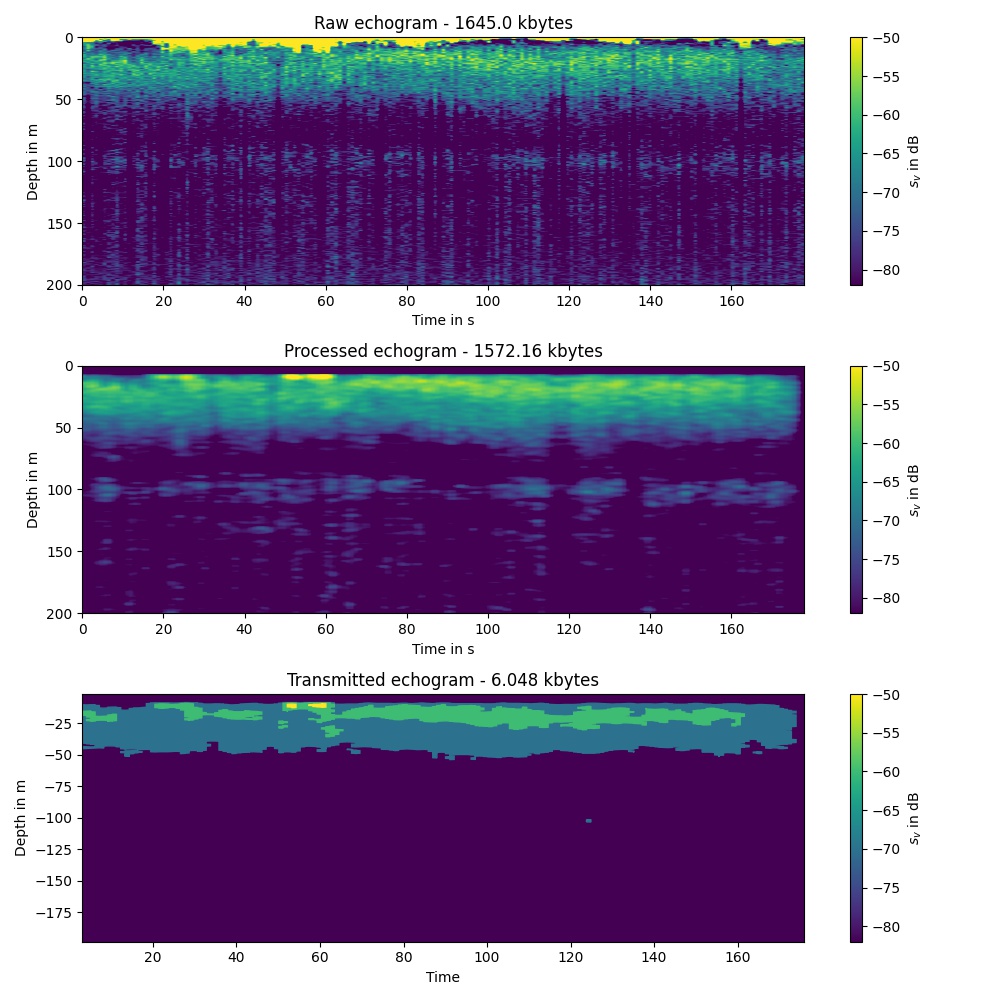 Raw echogram - 1645.0 kbytes
0
50
100
150
200
Depth in m
0 20 40 60 80 100 120 140 160
Time in s
−50
−55
−60
−65
−70
−75
−80
sv in dB
Processed echogram - 1572.16 kbytes
0
50
100
150
200
Depth in m
0 20 40 60 80 100 120 140 160
Time in s
−50
−55
−60
−65
−70
−75
−80
sv in dB
Transmitted echogram - 6.048 kbytes
−25
−50
−75
−100
−125
−150
−175
Depth in m
20 40 60 80 100 120 140 160
Time
−50
−55
−60
−65
−70
−75
−80
sv in dB